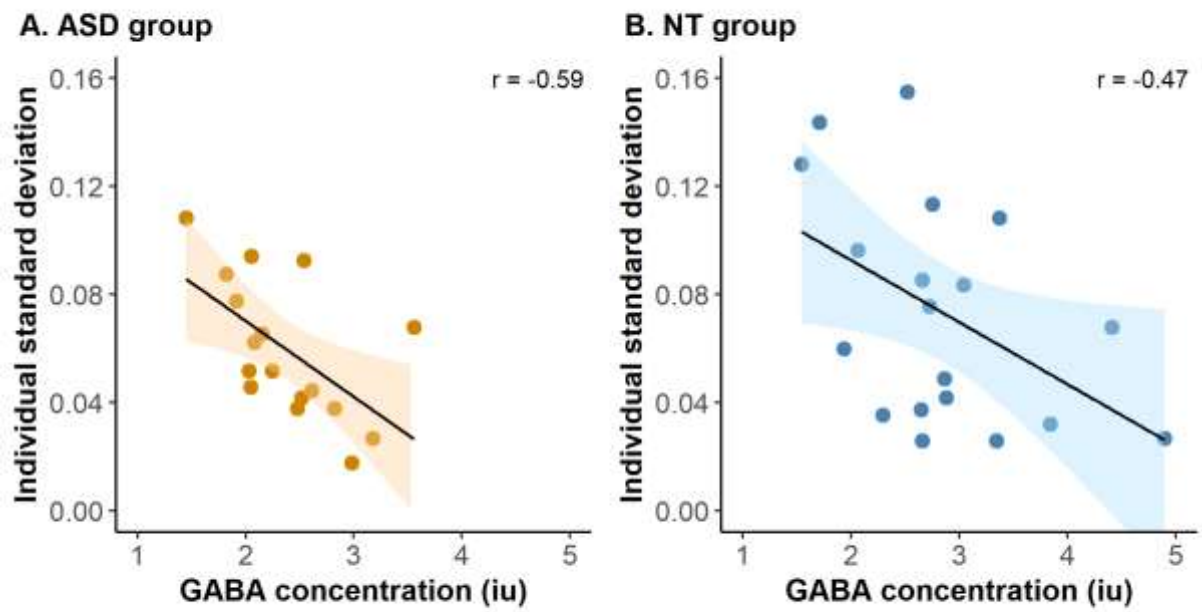 A. ASD group
r = -0.59
Individual standard deviation
0.16
0.12
0.08
0.04
0.00
1 2 3 4 5
GABA concentration (iu)
B. NT group
r = -0.47
Individual standard deviation
0.16
0.12
0.08
0.04
0.00
1 2 3 4 5
GABA concentration (iu)